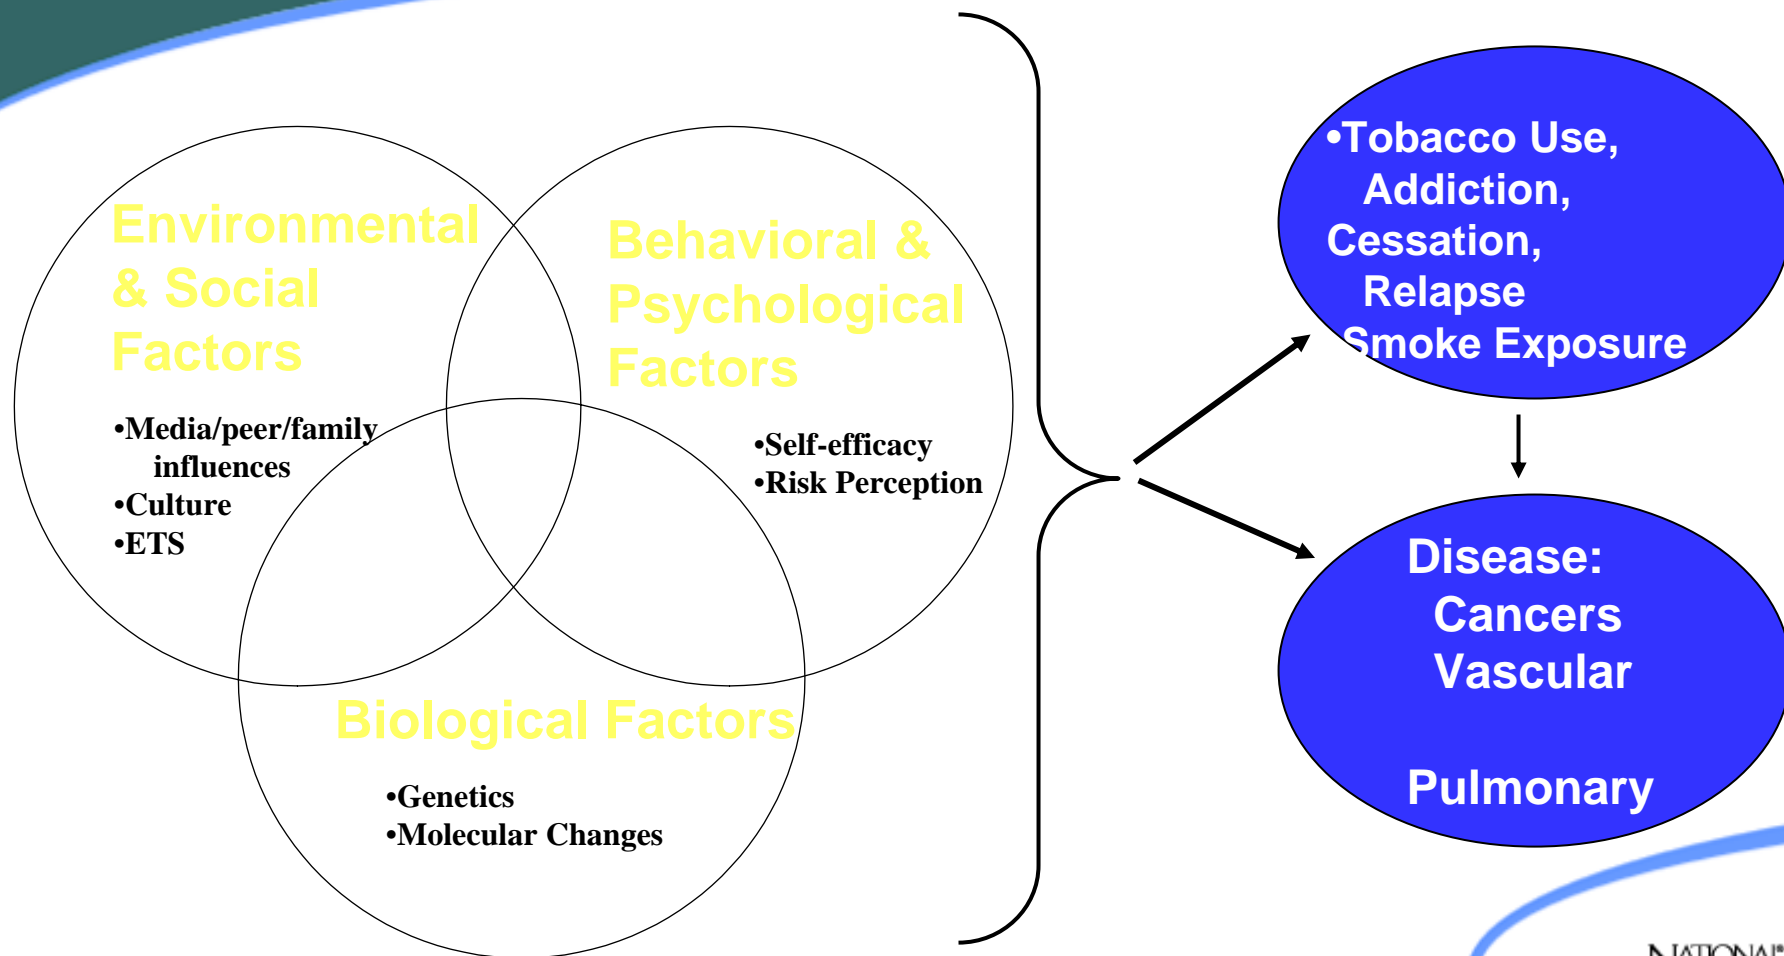 Environmental
& Social
Factors
•Media/peer/family
influences
•Culture
•ETS
Behavioral &
Psychological
Factors
•Self-efficacy
•Risk Perception
Biological Factors
•Genetics
•Molecular Changes
•Tobacco Use,
Addiction,
Cessation,
Relapse
Smoke Exposure
Disease:
Cancers
Vascular
Pulmonary
NATIONAL